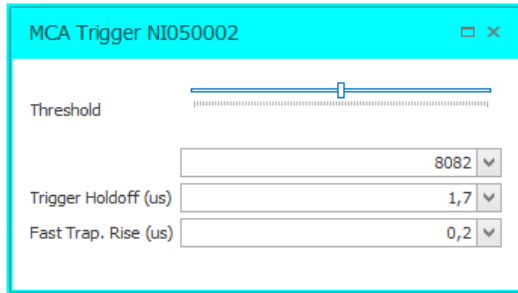 MCA Trigger NI050002
Threshold
8082
Trigger Holdoff (us) 1,7
Fast Trap. Rise (us) 0,2